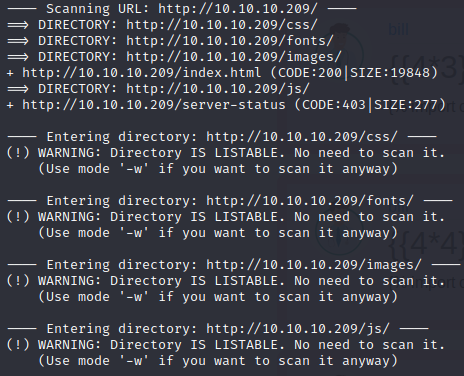 ---- Scanning URL: http://10.10.10.209/ ----
==> DIRECTORY: http://10.10.10.209/css/
==> DIRECTORY: http://10.10.10.209/fonts/
==> DIRECTORY: http://10.10.10.209/images/
+ http://10.10.10.209/index.html (CODE:200|SIZE:19848)
==> DIRECTORY: http://10.10.10.209/js/
+ http://10.10.10.209/server-status (CODE:403|SIZE:277)
---- Entering directory: http://10.10.10.209/css/ ----
(!) WARNING: Directory IS LISTABLE. No need to scan it.
(Use mode '-w' if you want to scan it anyway)
---- Entering directory: http://10.10.10.209/fonts/ ----
(!) WARNING: Directory IS LISTABLE. No need to scan it.
(Use mode '-w' if you want to scan it anyway)
---- Entering directory: http://10.10.10.209/images/ ----
(!) WARNING: Directory IS LISTABLE. No need to scan it.
(Use mode '-w' if you want to scan it anyway)
---- Entering directory: http://10.10.10.209/js/ ----
(!) WARNING: Directory IS LISTABLE. No need to scan it.
(Use mode '-w' if you want to scan it anyway)
bill
{{4*3}
{{4*4}